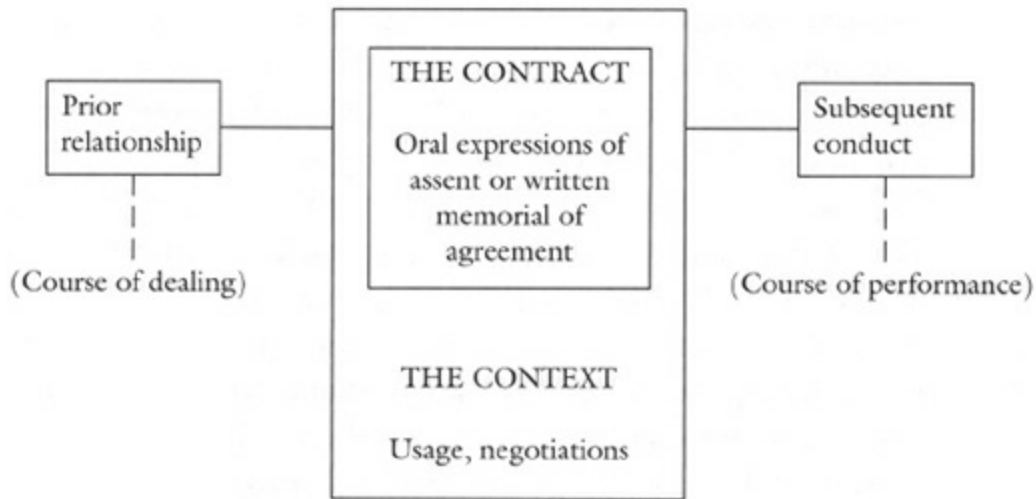 THE CONTRACT
Oral expressions of
assent or written
memorial of
agreement
Prior
relationship
(Course of dealing)
Subsequent
conduct
(Course of performance)
THE CONTEXT
Usage, negotiations